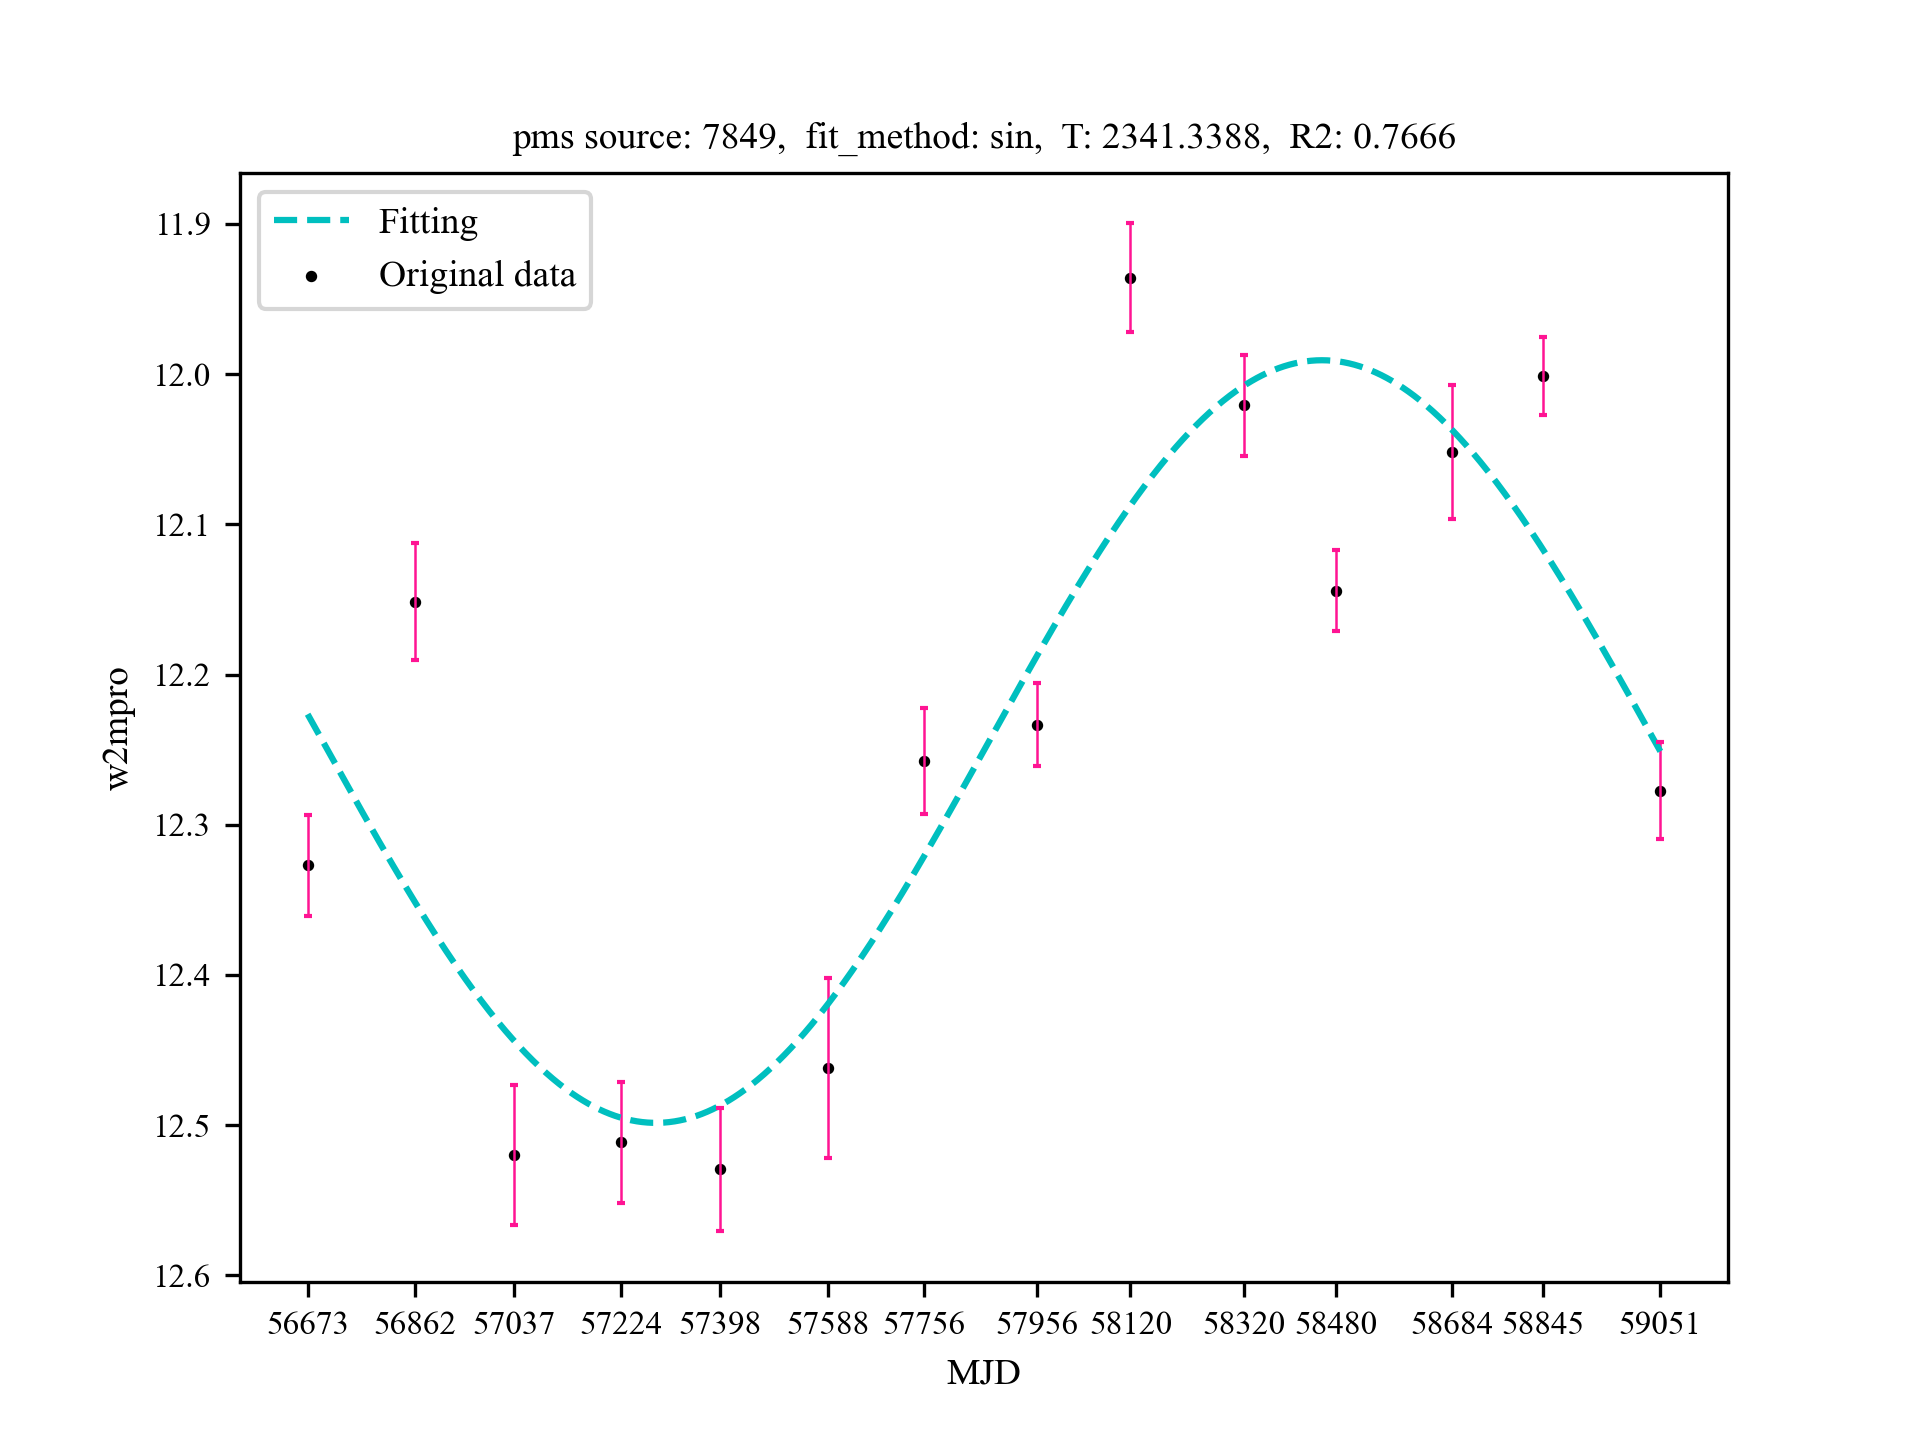 pms source: 7849, fit_method: sin, T: 2341.3388, R2: 0.7666
Fitting
Original data
11.9
12.0
12.1
12.2
12.3
12.4
12.5
12.6
w2mpro
56673 56862 57037 57224 57398 57588 57756 57956 58120 58320 58480 58684 58845 59051
MJD